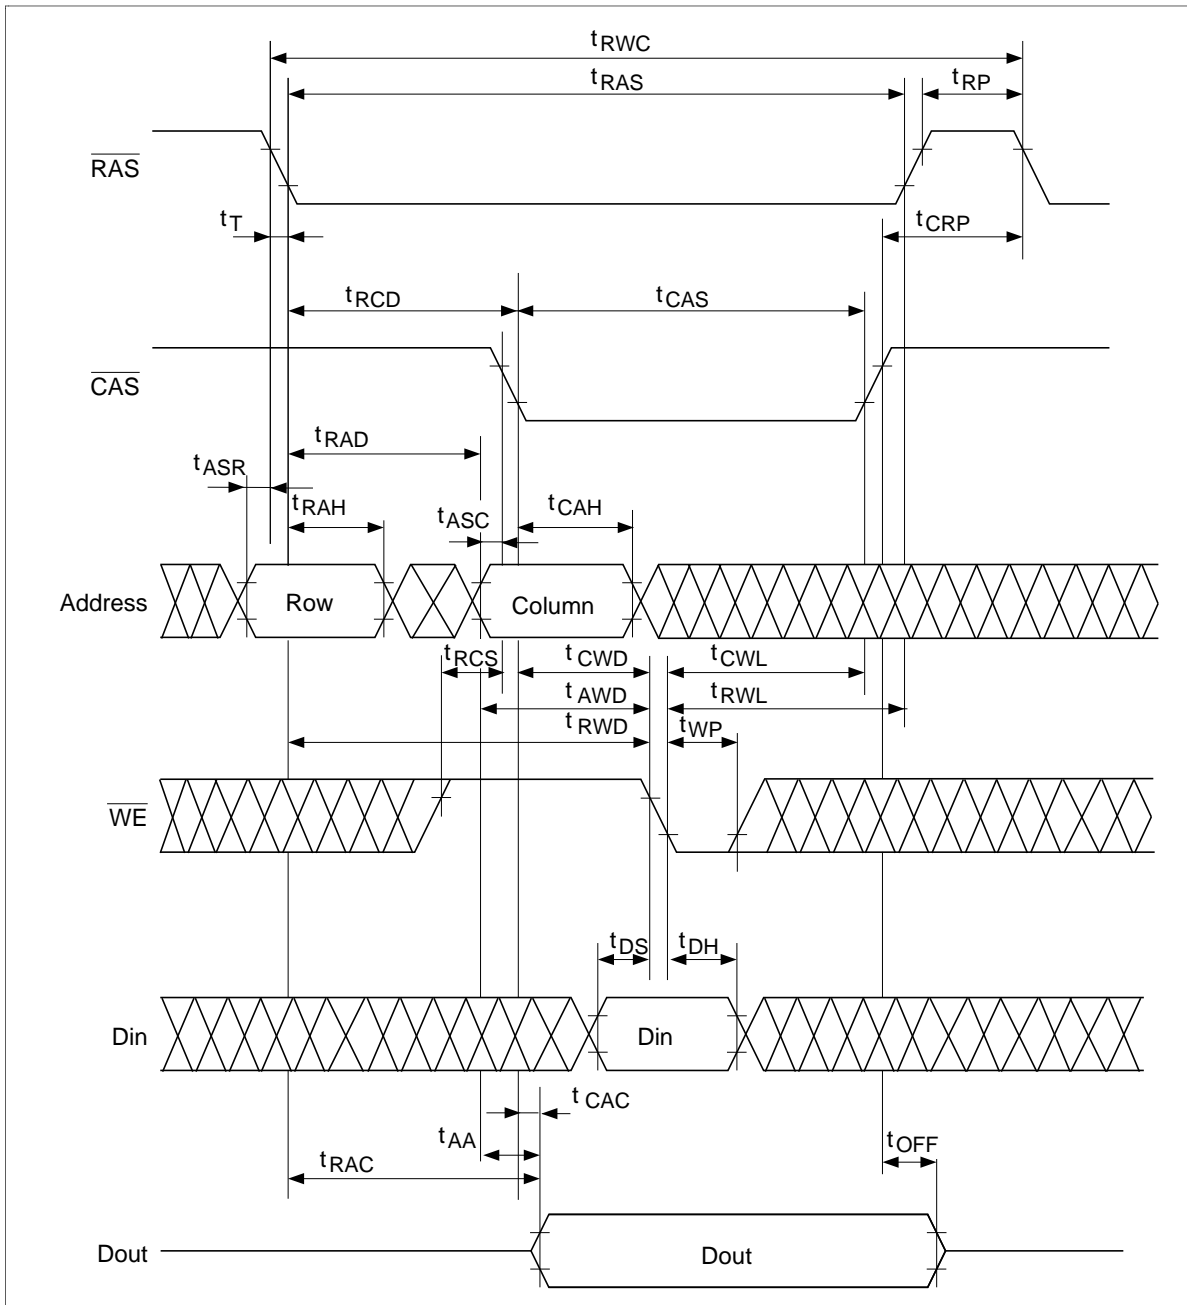 tRWC
tRAS
tRP
RAS
tT
tCRP
tRCD
tCAS
CAS
tRAD
tASR
tRAH
tASC
tCAH
Address
Row
Column
tRCS
tCWD
tCWL
tAWD
tRWL
tRWD
tWP
WE
tDS
tDH
Din
Din
tCAC
tAA
tOFF
tRAC
Dout
Dout